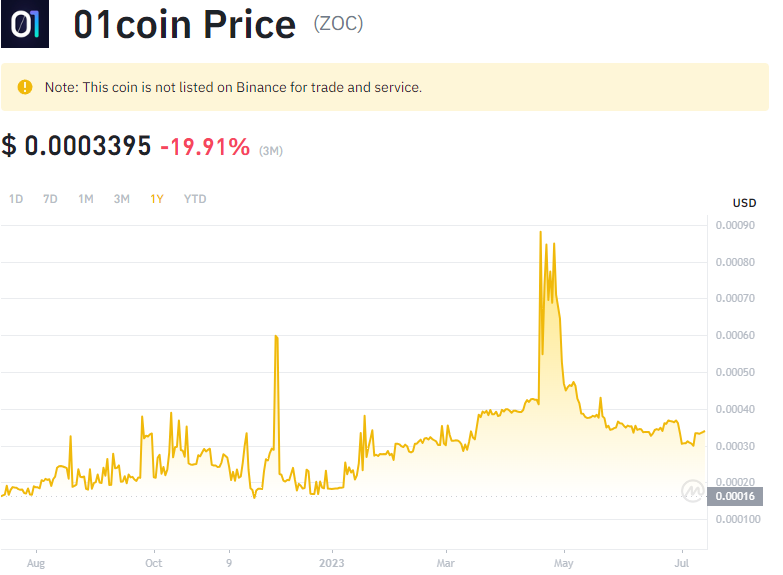 01
01coin Price (ZOC)
Note: This coin is not listed on Binance for trade and service.
$ 0.0003395 -19.91% (3M)
1D 7D 1M 3M 1Y YTD
USD
0.00090
0.00080
0.00070
0.00060
0.00050
0.00040
0.00030
0.00020
0.00016
0.000100
Aug Oct 9 2023 Mar May Jul